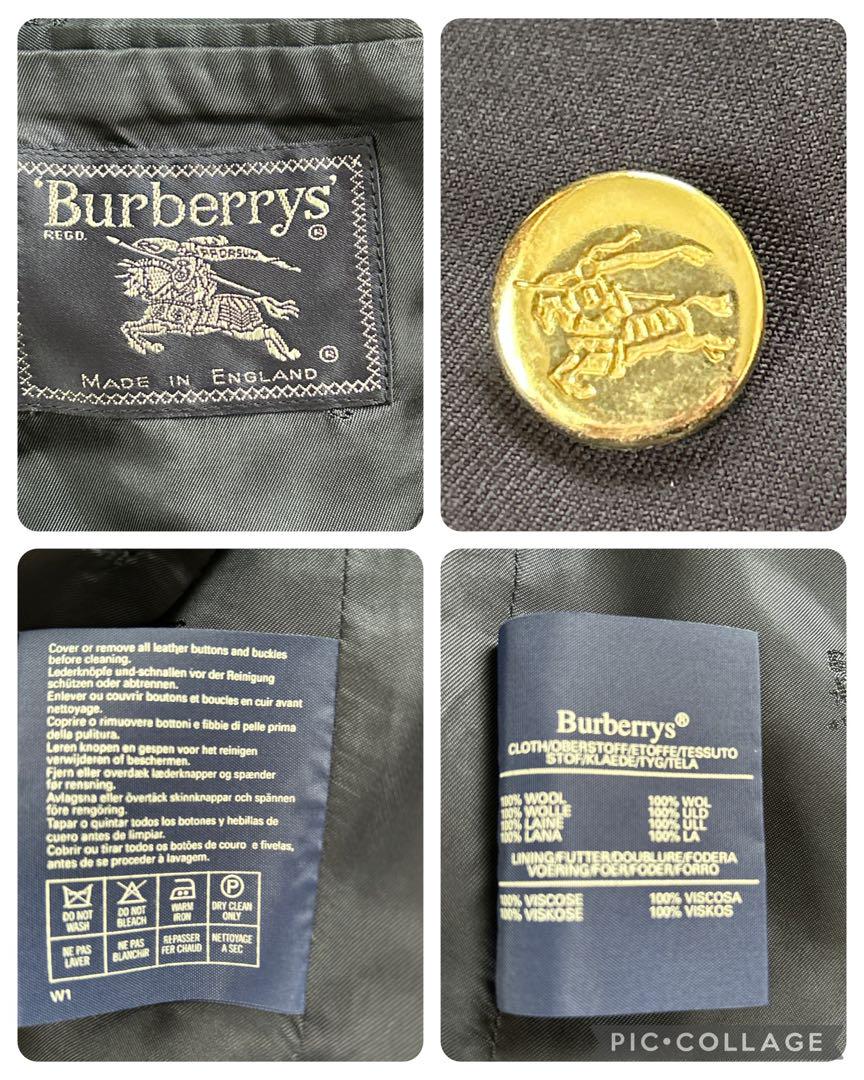 'Burberrys'
REGD.
®
PRORSUM
®
MADE IN ENGLAND
Cover or remove all leather buttons and buckles
before cleaning.
Lederknöpfe und-schnallen vor der Reinigung
schützen oder abtrennen.
Enlever ou couvrir boutons et boucles en cuir avant
nettoyage.
Coprire o rimuovere bottoni e fibbie di pelle prima
della pulitura.
Leren knopen en gespen voor het reinigen
verwijderen of beschermen.
Fjern eller overdæk læderknapper og spænder
før rensning.
Avlagsna eller övertäck skinnknappar och spännen
före rengöring.
Tapar o quintar todos los botones y hebillas de
cuero antes de limpiar.
Cobrir ou tirar todos os botões de couro e fivelas,
antes de se proceder à lavagem.
P
DO NOT WASH
DO NOT BLEACH
WARM IRON
DRY CLEAN ONLY
NE PAS LAVER
NE PAS BLANCHIR
REPASSER FER CHAUD
NETTOYAGE A SEC
W1
Burberrys®
CLOTH/OBERSTOFF/ETOFFE/TESSUTO
STOF/KLAEDE/TYG/TELA
100% WOOL 100% WOL
100% WOLLE 100% ULD
100% LAINE 100% ULL
100% LANA 100% LA
LINING/FUTTER/DOUBLURE/FODERA
VOERING/FOER/FODER/FORRO
100% VISCOSE 100% VISCOSA
100% VISKOSE 100% VISKOS
PIC•COLLAGE